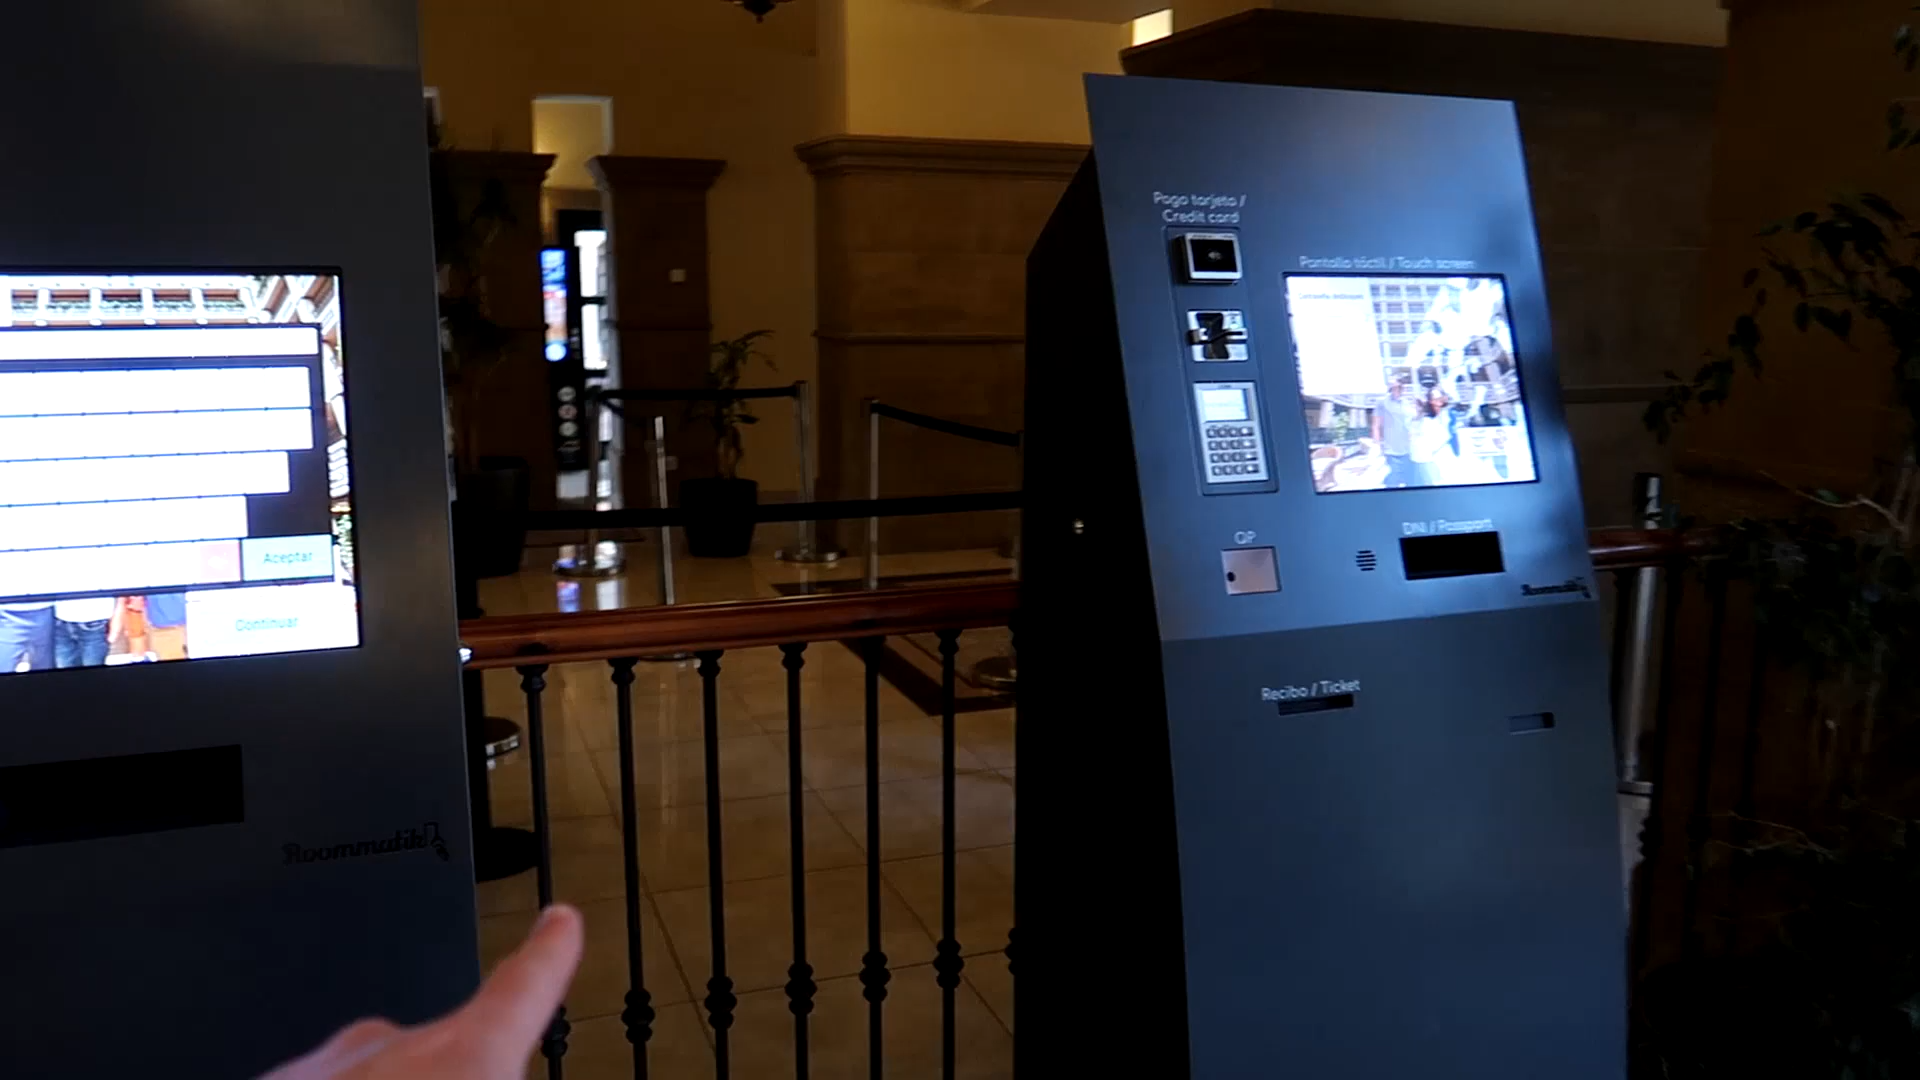 Aceptar
Continuar
Roommatik
Pago tarjeta /
Credit card
Pantalla táctil / Touch screen
QR
DNI / Passport
Roommatik
Recibo / Ticket